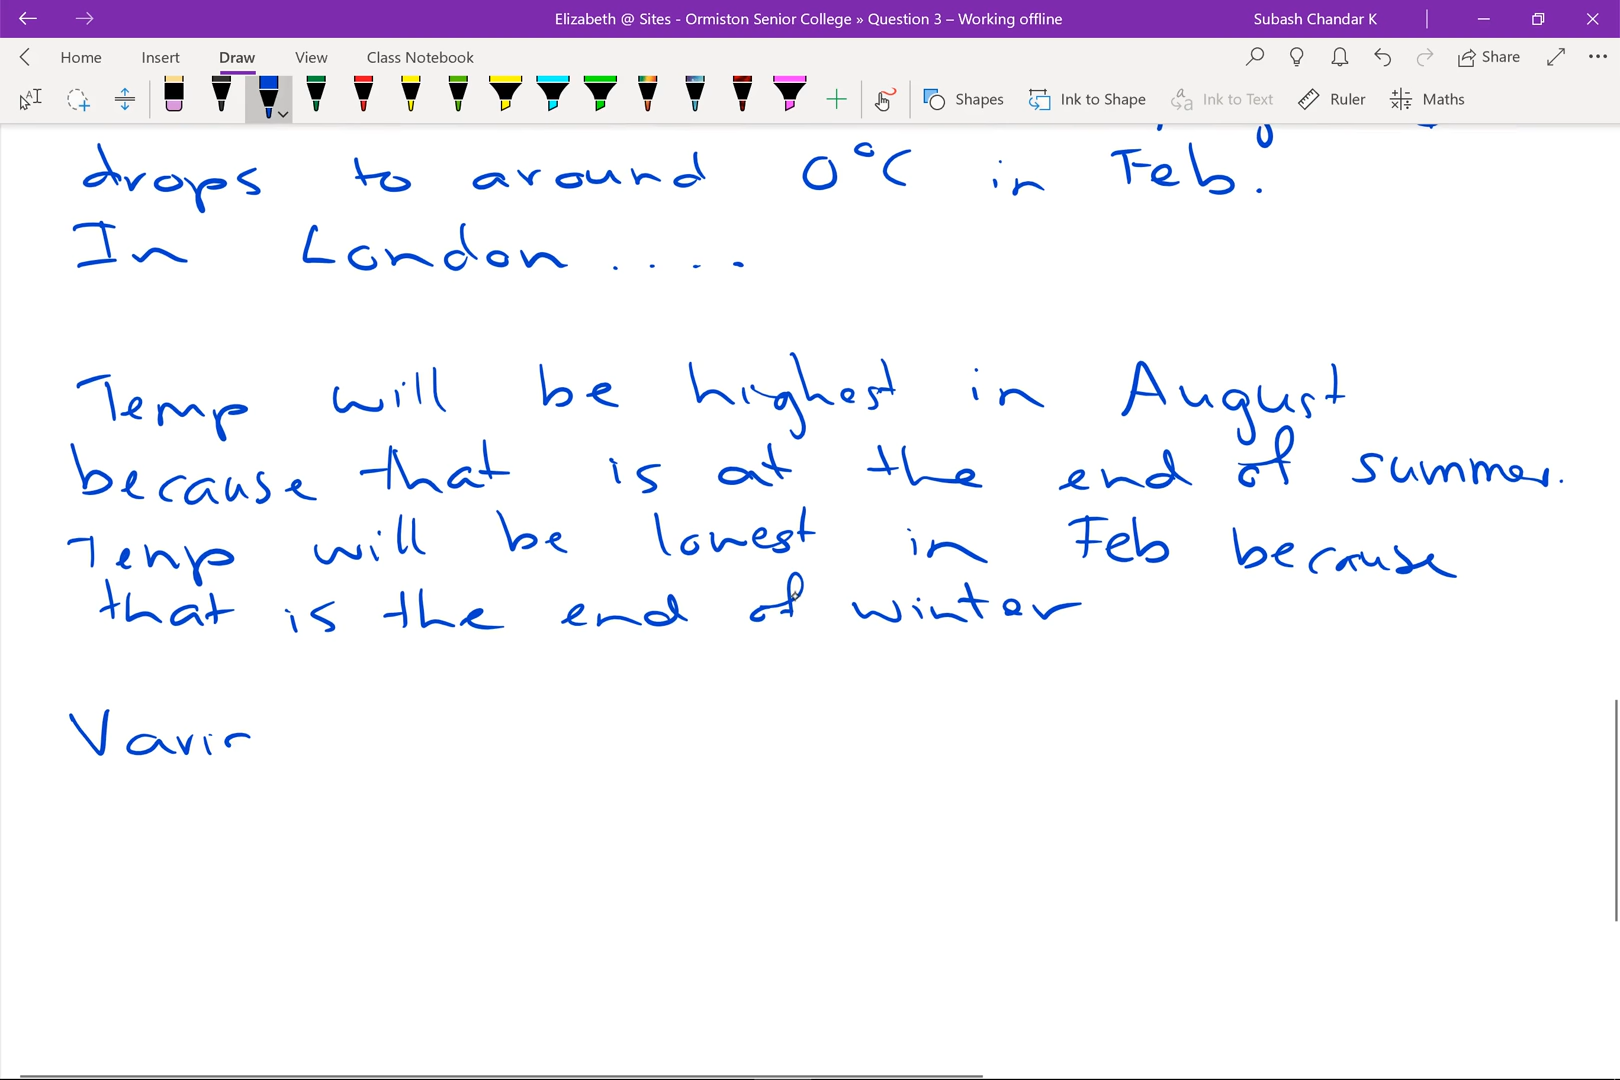 Elizabeth @ Sites - Ormiston Senior College » Question 3 – Working offline
Subash Chandar K
Home Insert Draw View Class Notebook
Share
Shapes Ink to Shape Ink to Text Ruler Maths
drops to around 0°C in Feb.
In London ....
Temp will be highest in August
because that is at the end of summer.
Temp will be lowest in Feb because
that is the end of winter